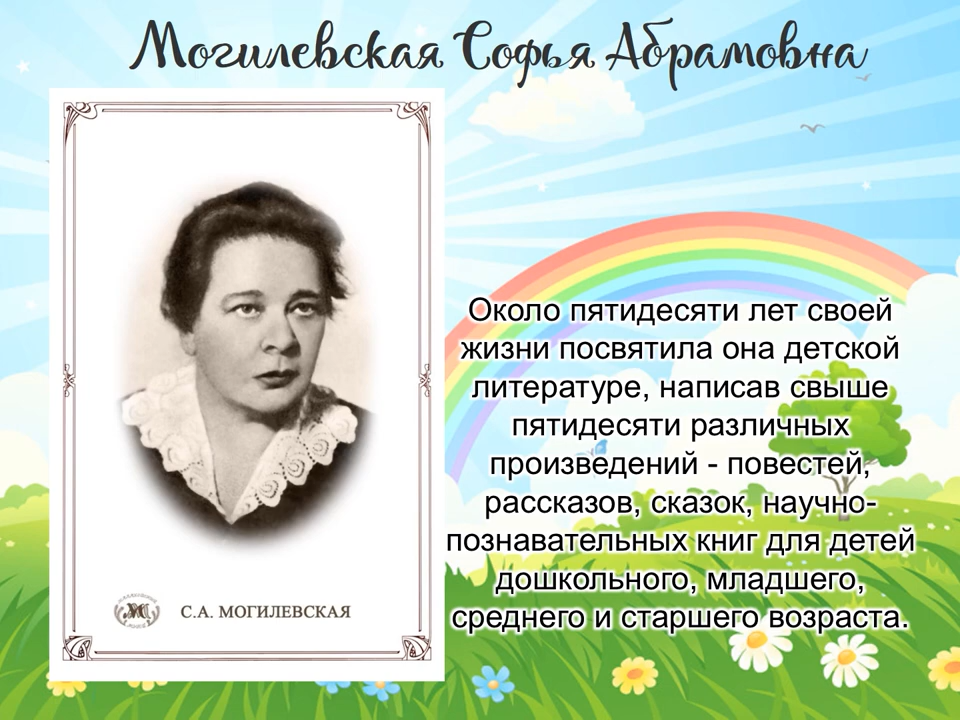 Могилевская Софья Абрамовна
Около пятидесяти лет своей
жизни посвятила она детской
литературе, написав свыше
пятидесяти различных
произведений - повестей,
рассказов, сказок, научно-
познавательных книг для детей
дошкольного, младшего,
среднего и старшего возраста.
С.А. МОГИЛЕВСКАЯ